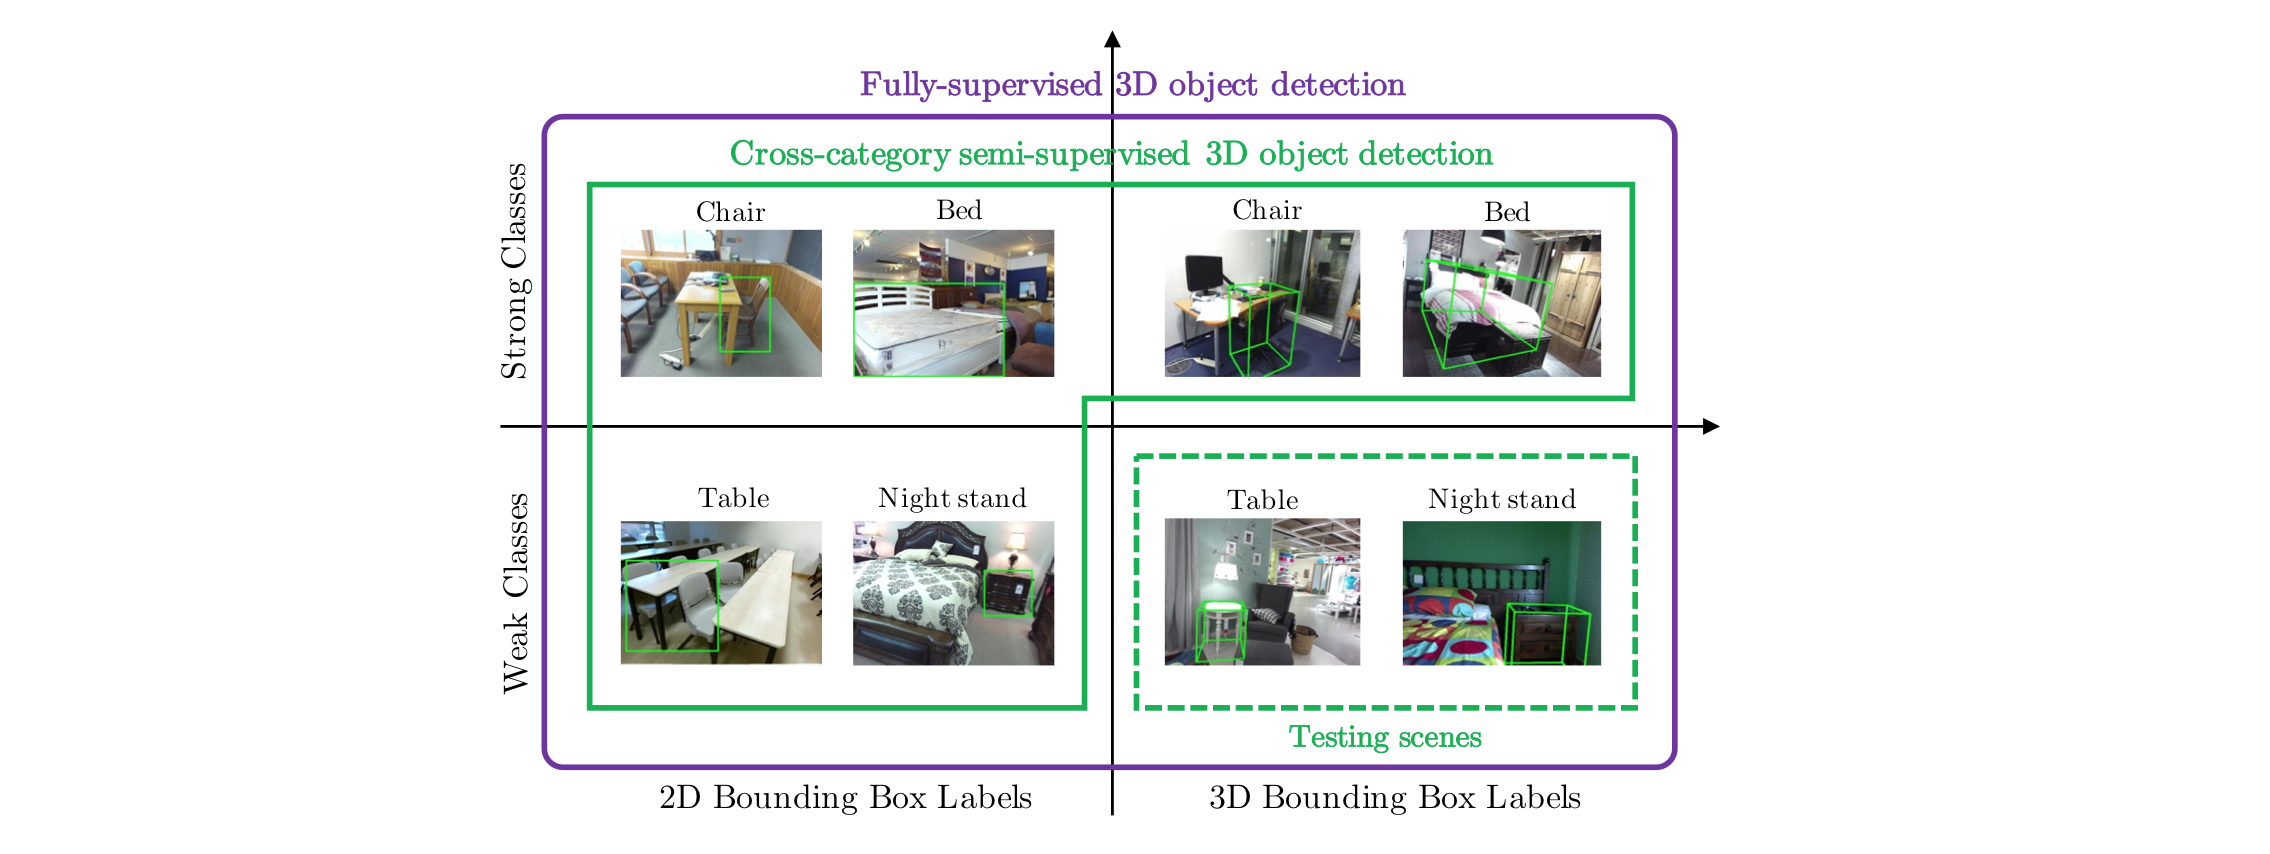 Fully-supervised 3D object detection
Cross-category semi-supervised 3D object detection
Strong Classes
Chair
Bed
Chair
Bed
Weak Classes
Table
Night stand
Table
Night stand
Testing scenes
2D Bounding Box Labels
3D Bounding Box Labels